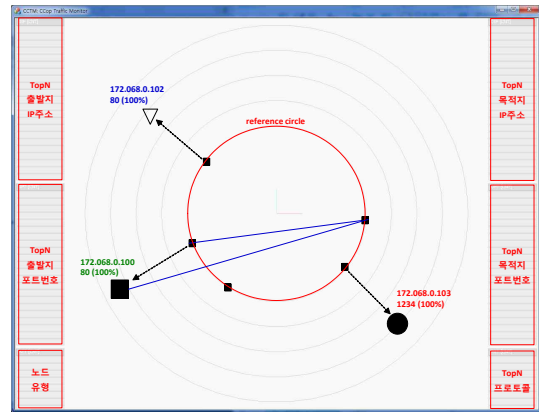 CCTM: CCop Traffic Monitor
TopN
출발지
IP주소
TopN
목적지
IP주소
172.068.0.102
80 (100%)
reference circle
TopN
출발지
포트번호
TopN
목적지
포트번호
172.068.0.100
80 (100%)
172.068.0.103
1234 (100%)
노드
유형
TopN
프로토콜